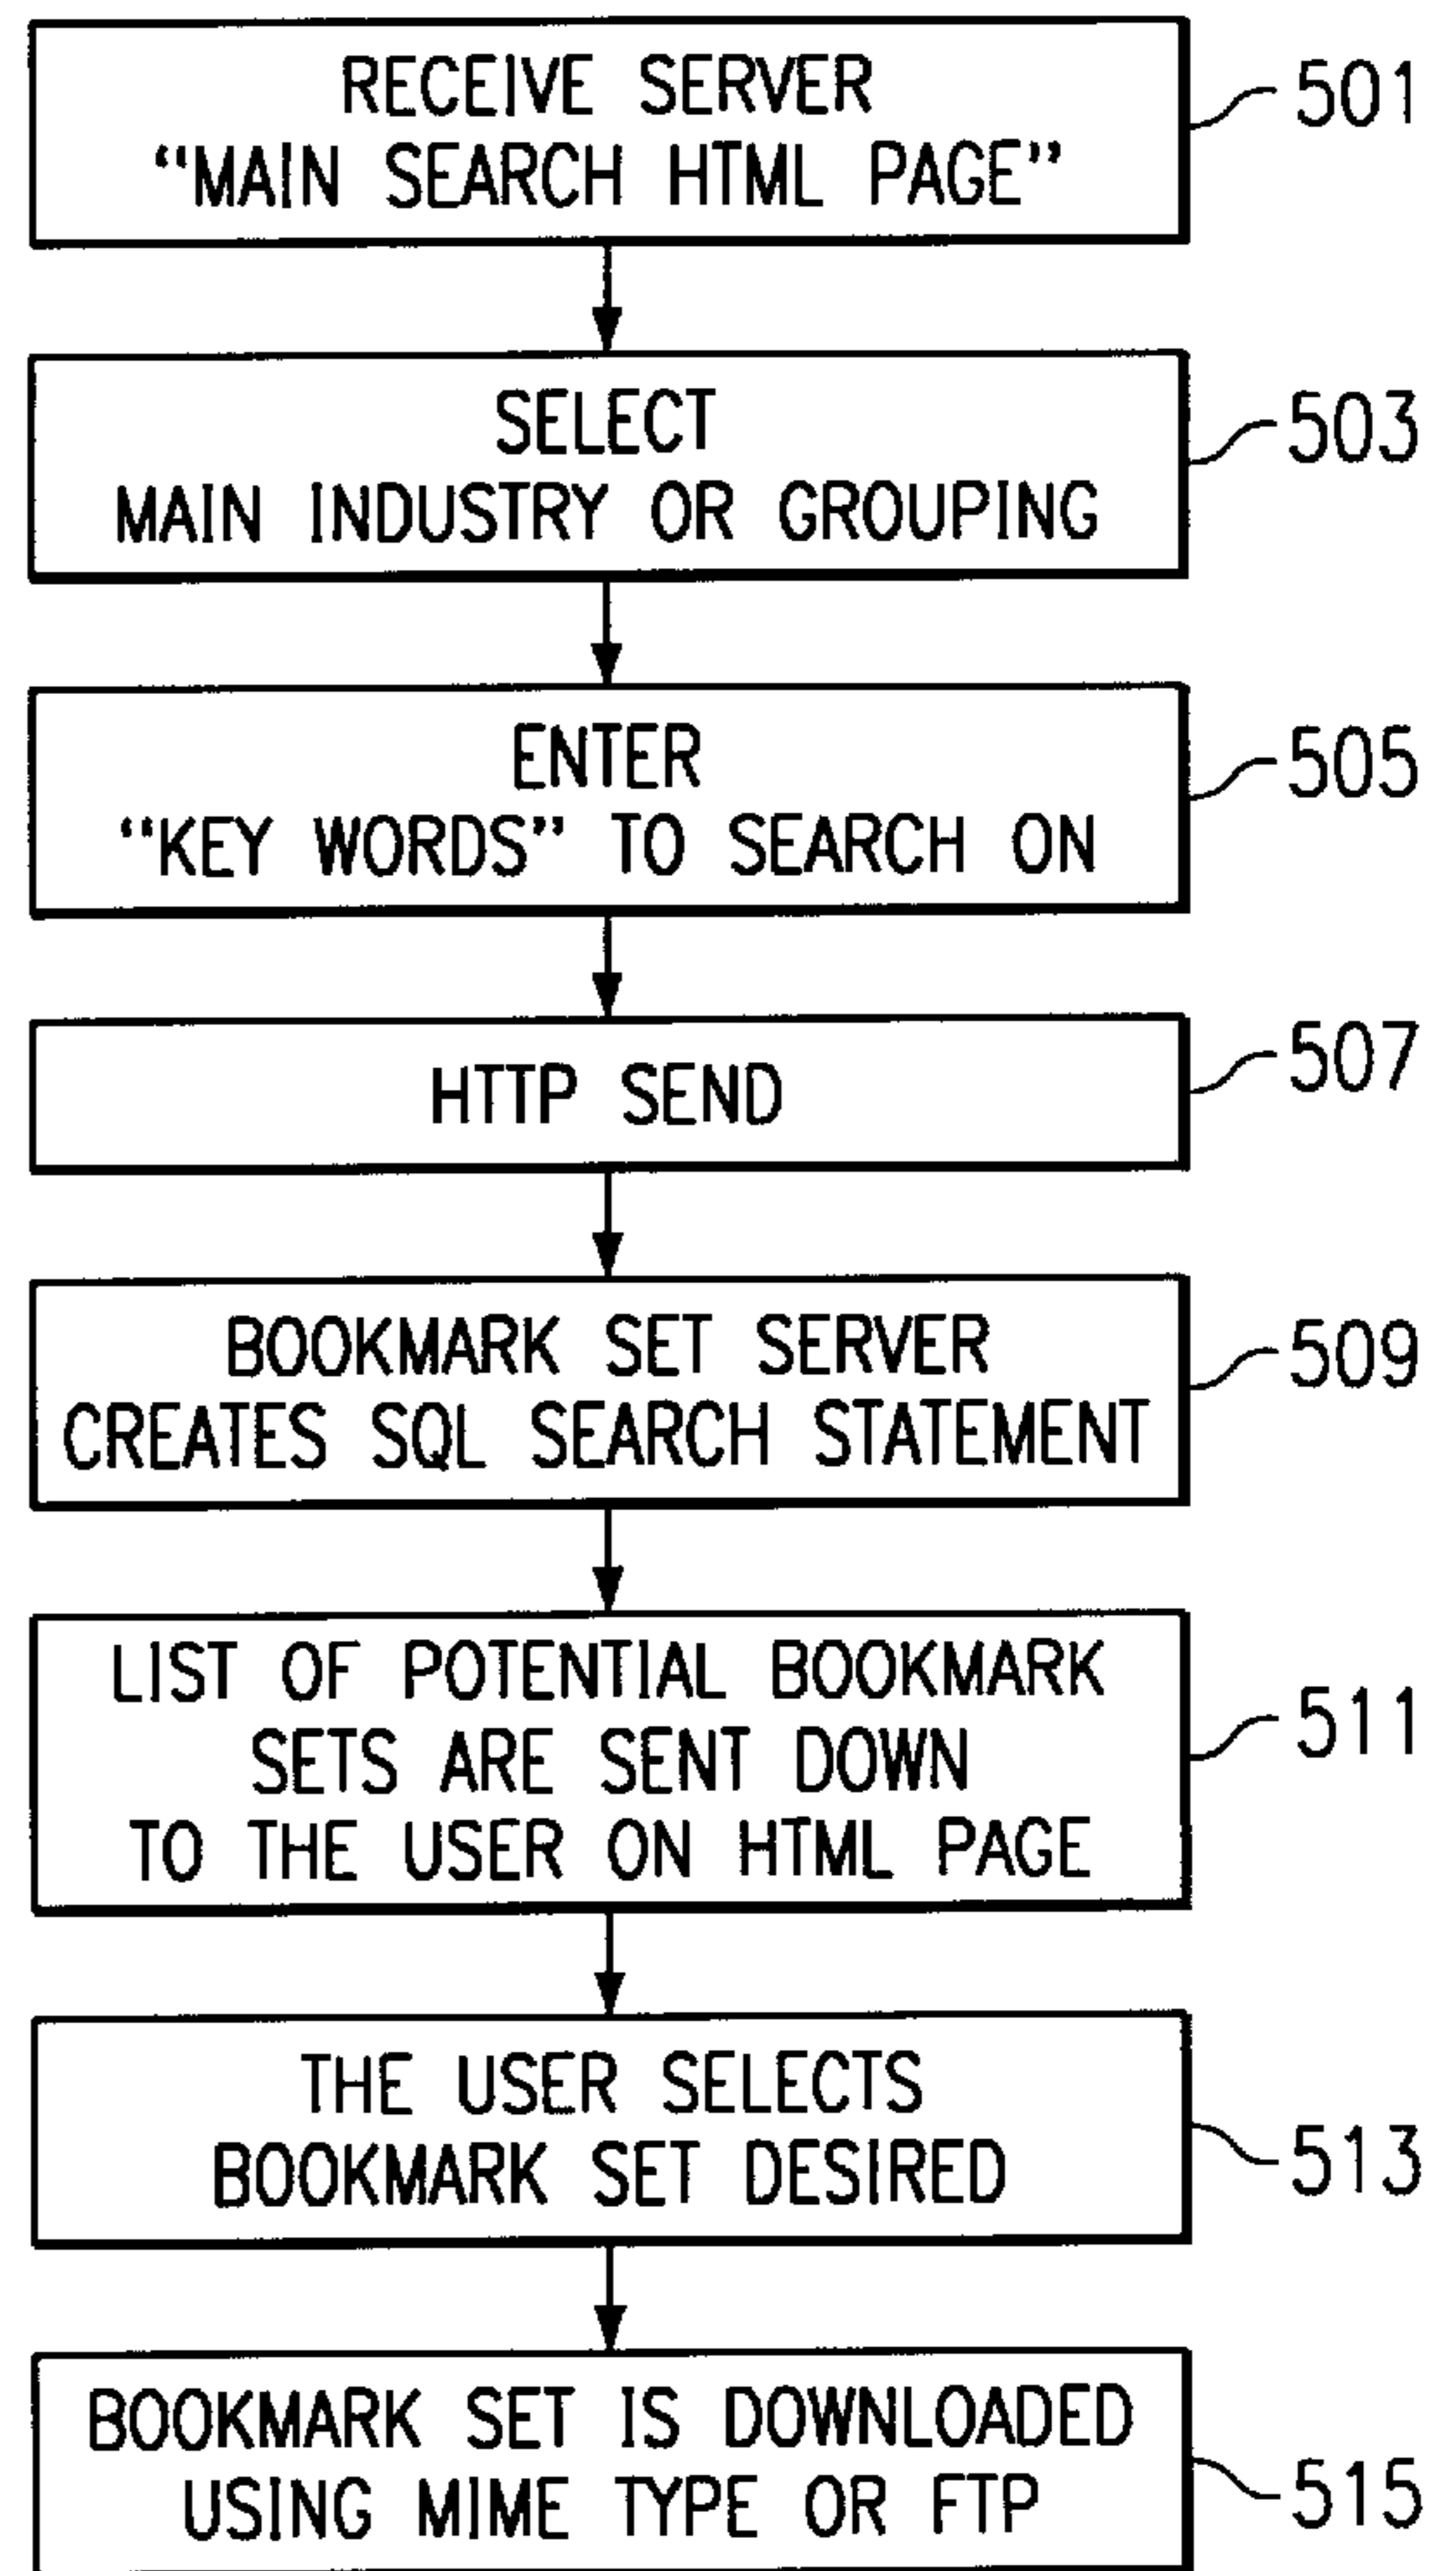 RECEIVE SERVER
“MAIN SEARCH HTML PAGE”
501
SELECT
MAIN INDUSTRY OR GROUPING
503
ENTER
“KEY WORDS” TO SEARCH ON
505
HTTP SEND
507
BOOKMARK SET SERVER
CREATES SQL SEARCH STATEMENT
509
LIST OF POTENTIAL BOOKMARK
SETS ARE SENT DOWN
TO THE USER ON HTML PAGE
511
THE USER SELECTS
BOOKMARK SET DESIRED
513
BOOKMARK SET IS DOWNLOADED
USING MIME TYPE OR FTP
515